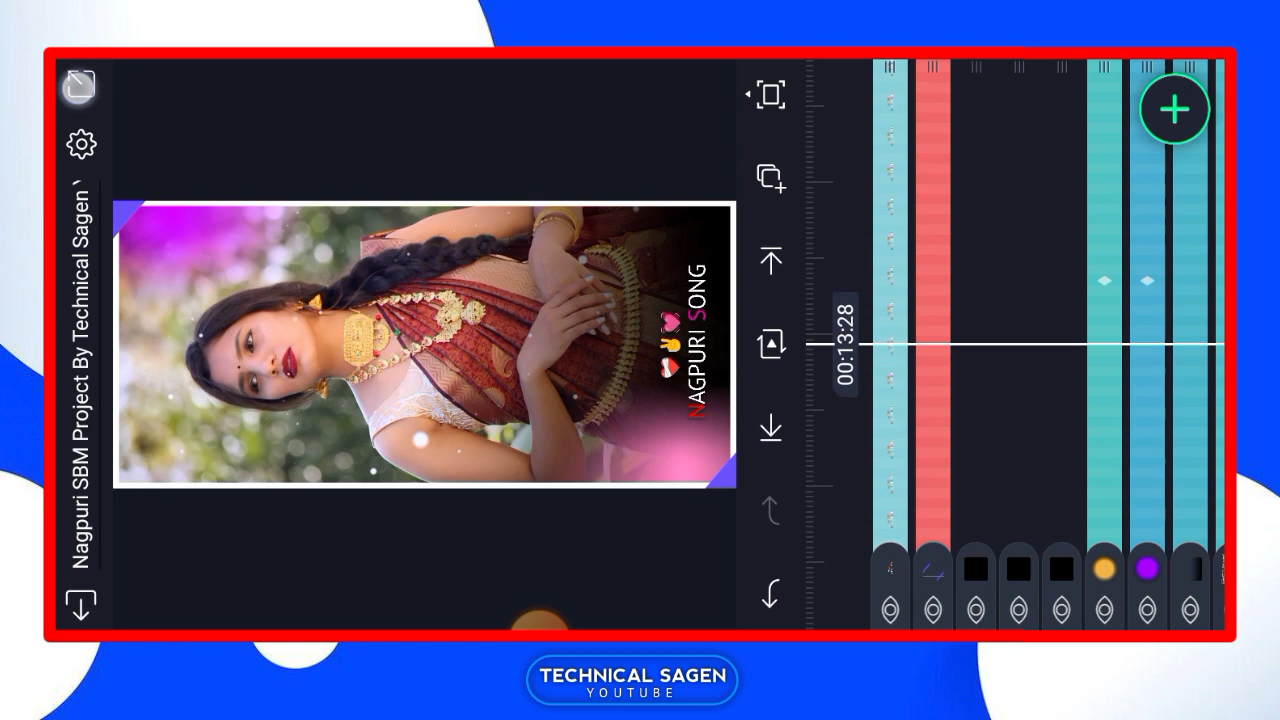 Nagpuri SBM Project By Technical Sagen
NAGPURI SONG
00:13:28
TECHNICAL SAGEN
YOUTUBE